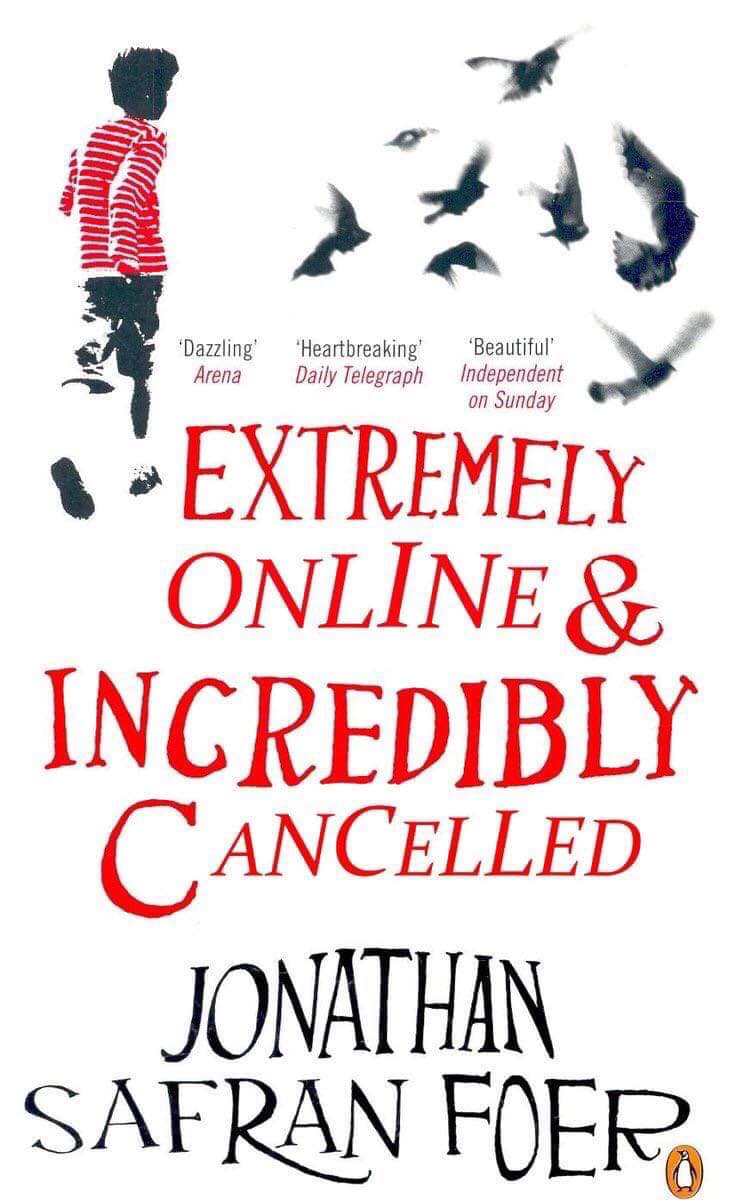 'Dazzling'
Arena
'Heartbreaking'
Daily Telegraph
'Beautiful'
Independent
on Sunday
EXTREMELY
ONLINE &
INCREDIBLY
CANCELLED
JONATHAN
SAFRAN FOER